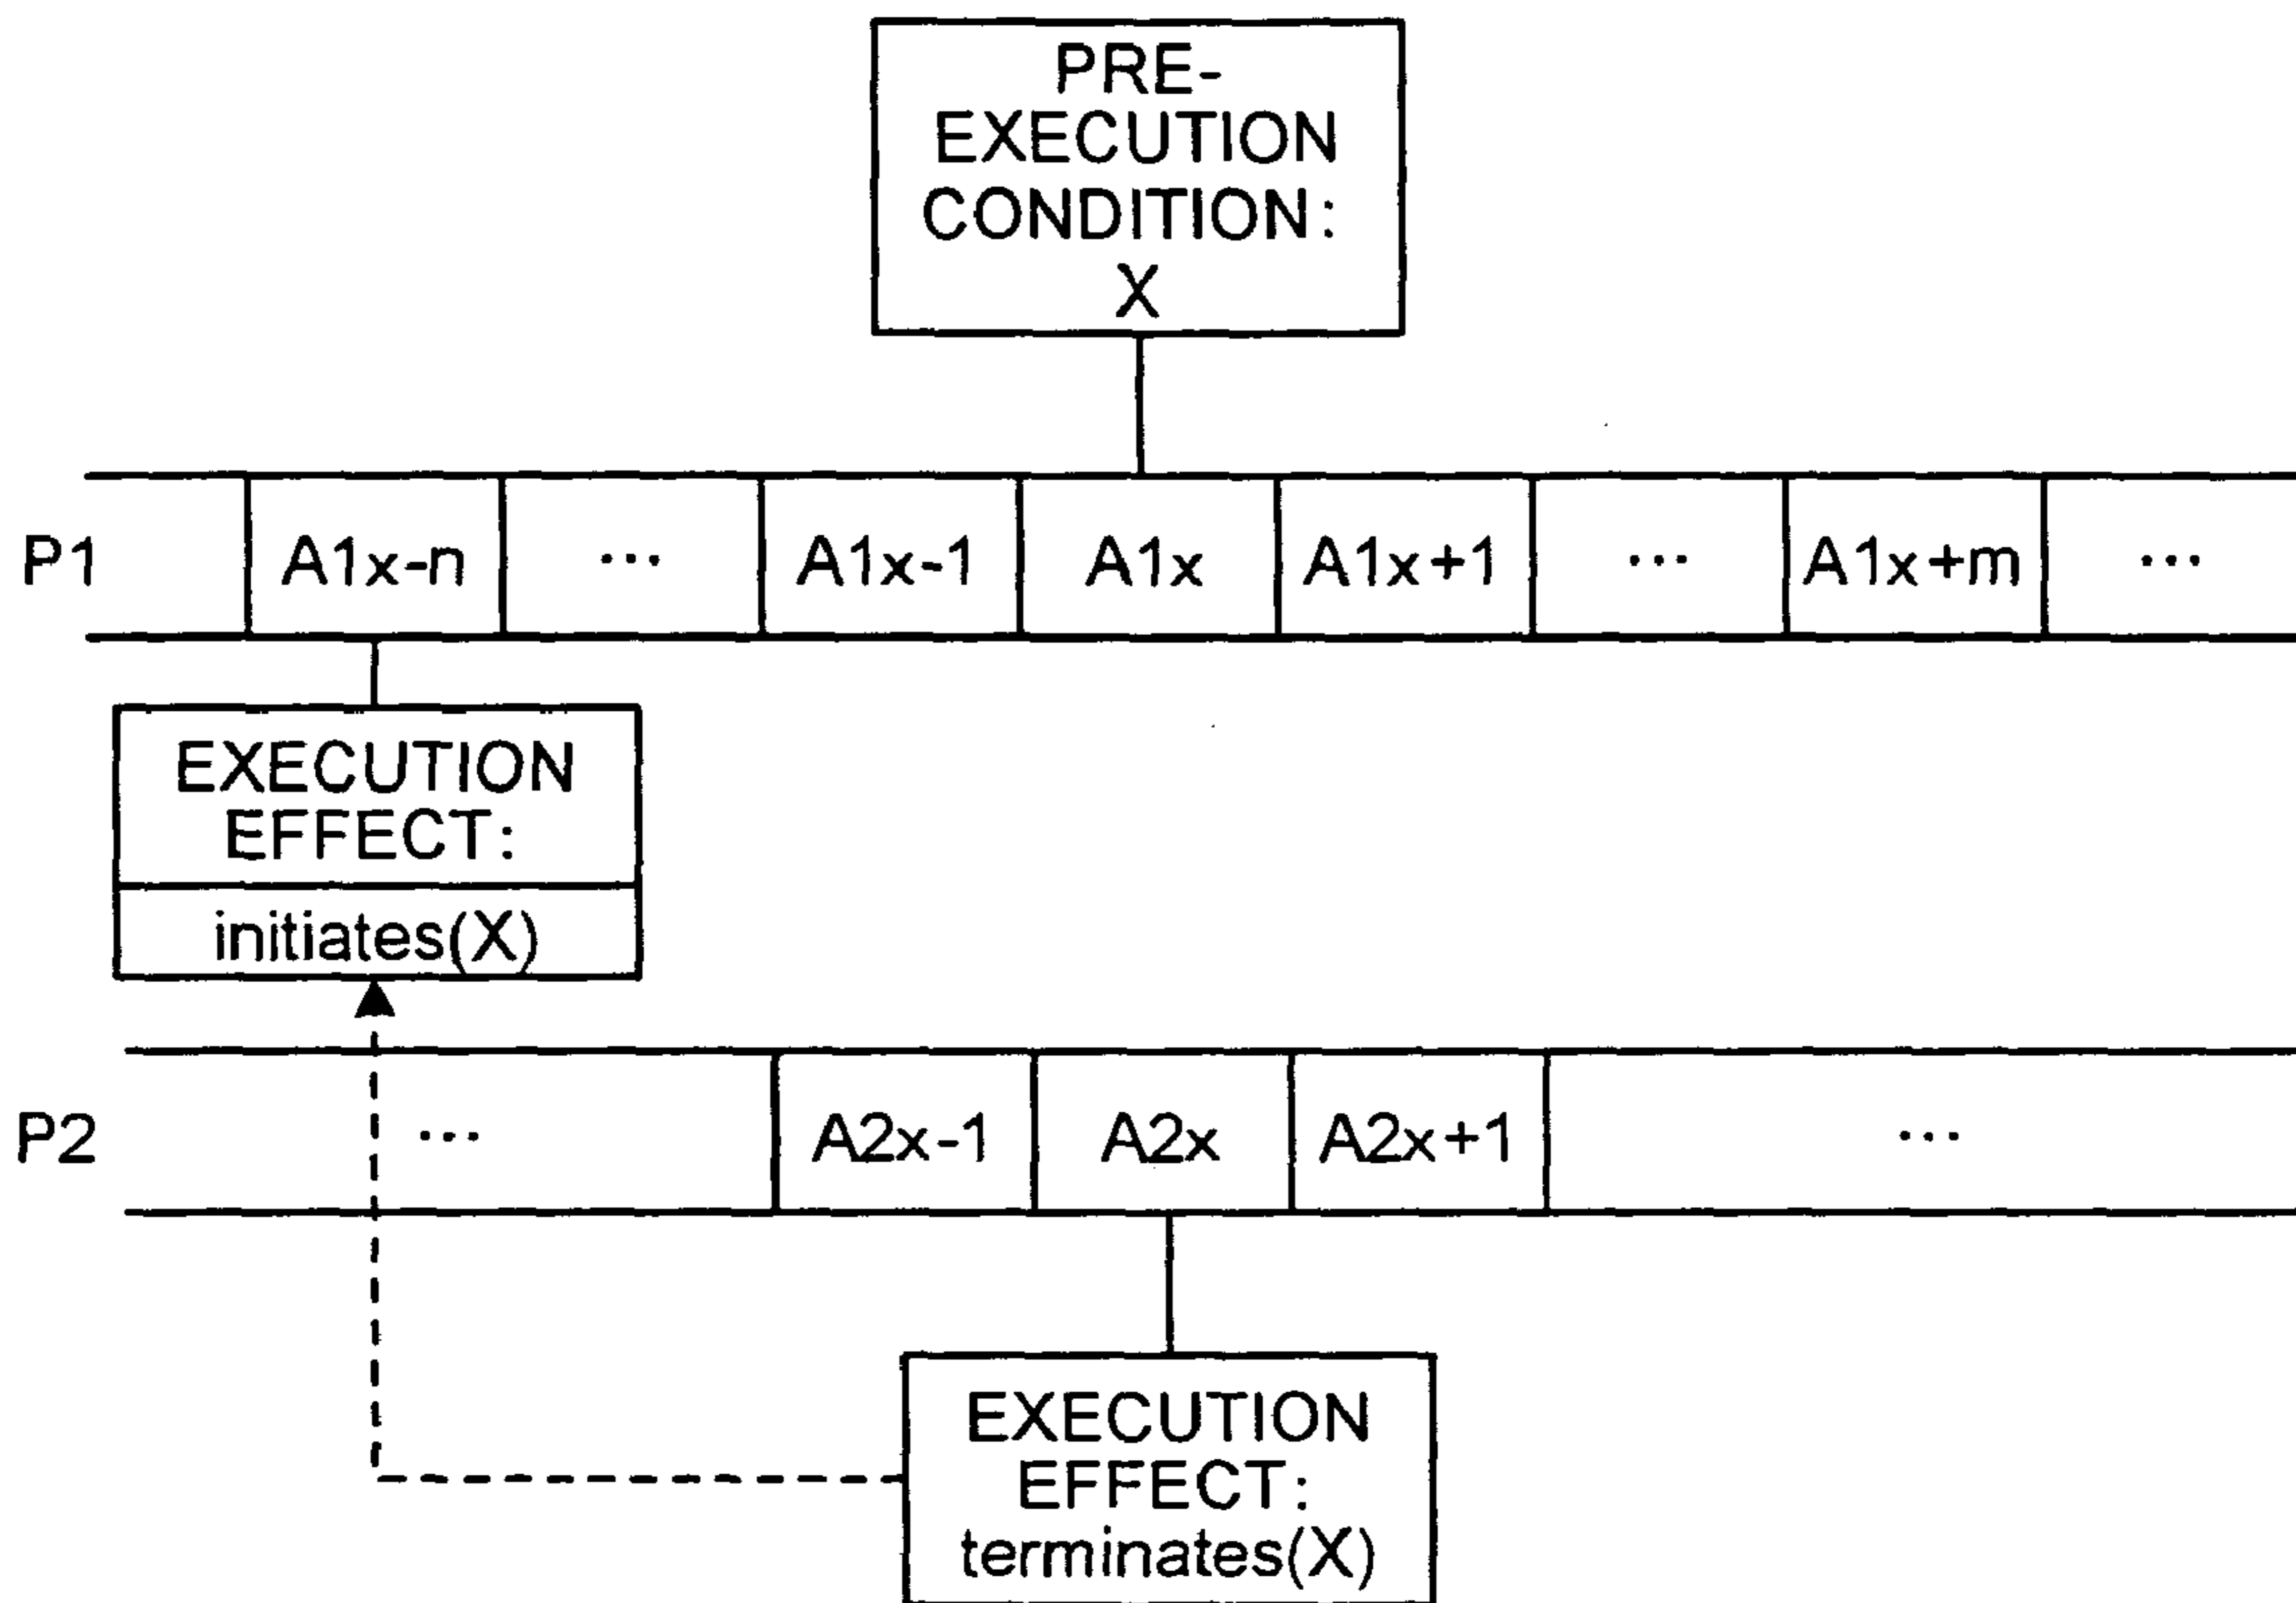 PRE-
EXECUTION
CONDITION:
X
P1
A1x-n
...
A1x-1
A1x
A1x+1
...
A1x+m
...
EXECUTION
EFFECT:
initiates(X)
P2
...
A2x-1
A2x
A2x+1
...
EXECUTION
EFFECT:
terminates(X)